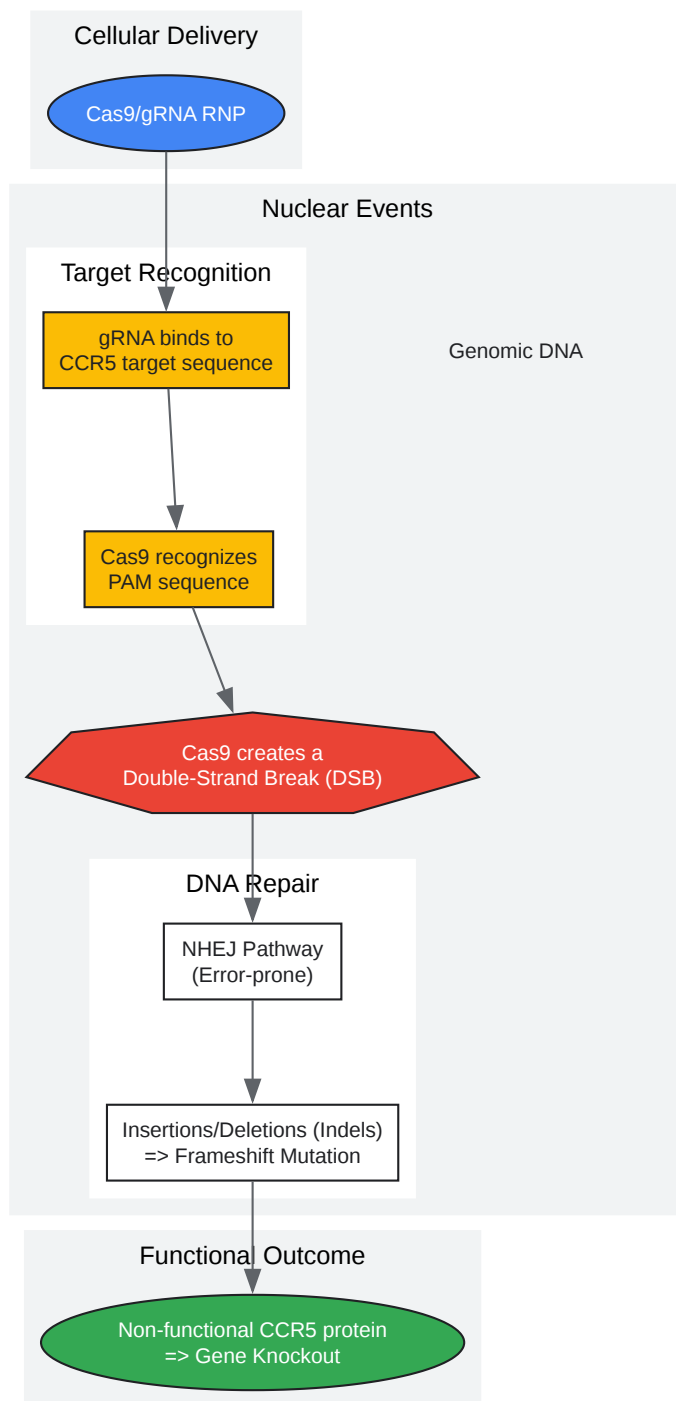 Cellular Delivery
Cas9/gRNA RNP
Nuclear Events
Target Recognition
gRNA binds to
CCR5 target sequence
Genomic DNA
Cas9 recognizes
PAM sequence
Cas9 creates a
Double-Strand Break (DSB)
DNA Repair
NHEJ Pathway
(Error-prone)
Insertions/Deletions (Indels)
=> Frameshift Mutation
Functional Outcome
Non-functional CCR5 protein
=> Gene Knockout